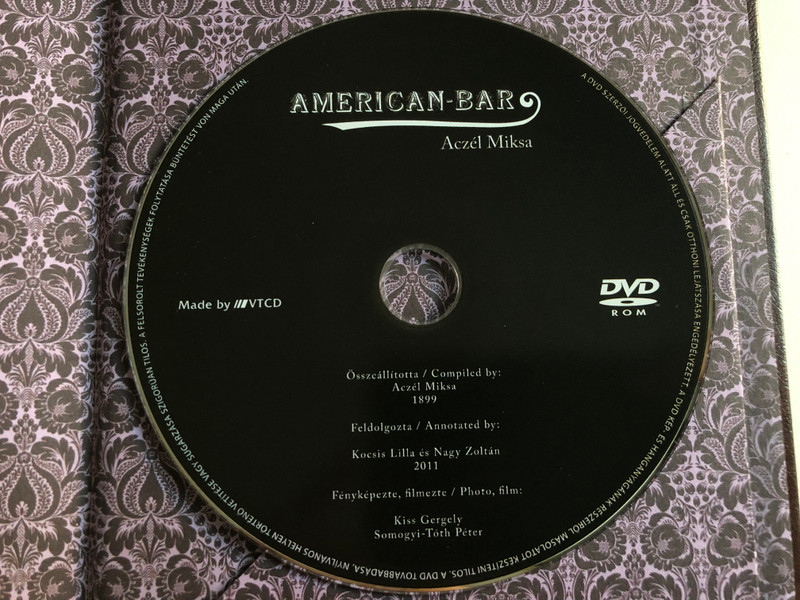 AMERICAN-BAR
Aczél Miksa
Made by VTCD
DVD
ROM
Összeállította / Compiled by:
Aczél Miksa
1899
Feldolgozta / Annotated by:
Kocsis Lilla és Nagy Zoltán
2011
Fényképezte, filmezte / Photo, film:
Kiss Gergely
Somogyi-Tóth Péter
A DVD SZERZŐI JOGVÉDELEM ALATT ÁLL ÉS CSAK OTTHONI LEJÁTSZÁSA ENGEDÉLYEZETT. A DVD KÉP- ÉS HANGANYAGÁNAK RÉSZEIRŐL MÁSOLATOT KÉSZÍTENI TILOS. A DVD TOVÁBBADÁSA, NYILVÁNOS HELYEN TÖRTÉNŐ VETÍTÉSE VAGY SUGÁRZÁSA SZIGORÚAN TILOS. A FELSOROLT TEVÉKENYSÉGEK FOLYTATÁSA BÜNTETÉST VON MAGA UTÁN.